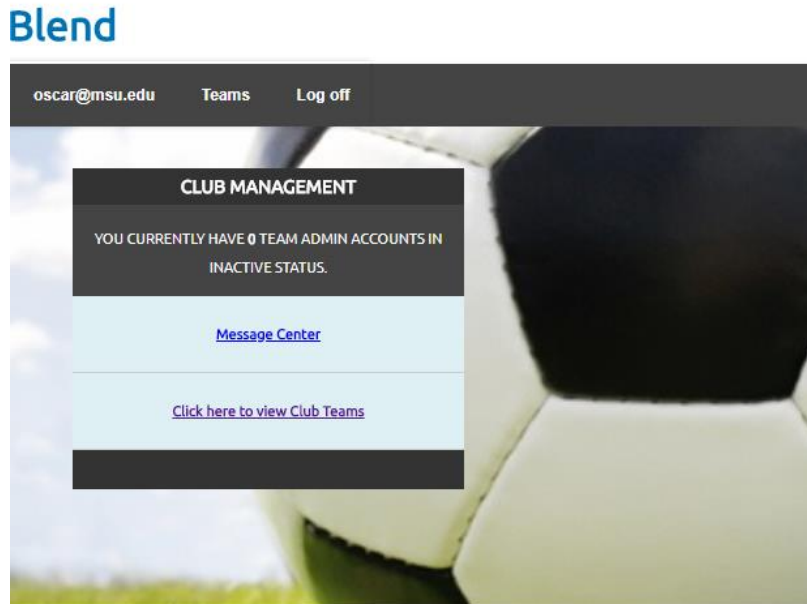 Blend
oscar@msu.edu Teams Log off
CLUB MANAGEMENT
YOU CURRENTLY HAVE 0 TEAM ADMIN ACCOUNTS IN
INACTIVE STATUS.
Message Center
Click here to view Club Teams